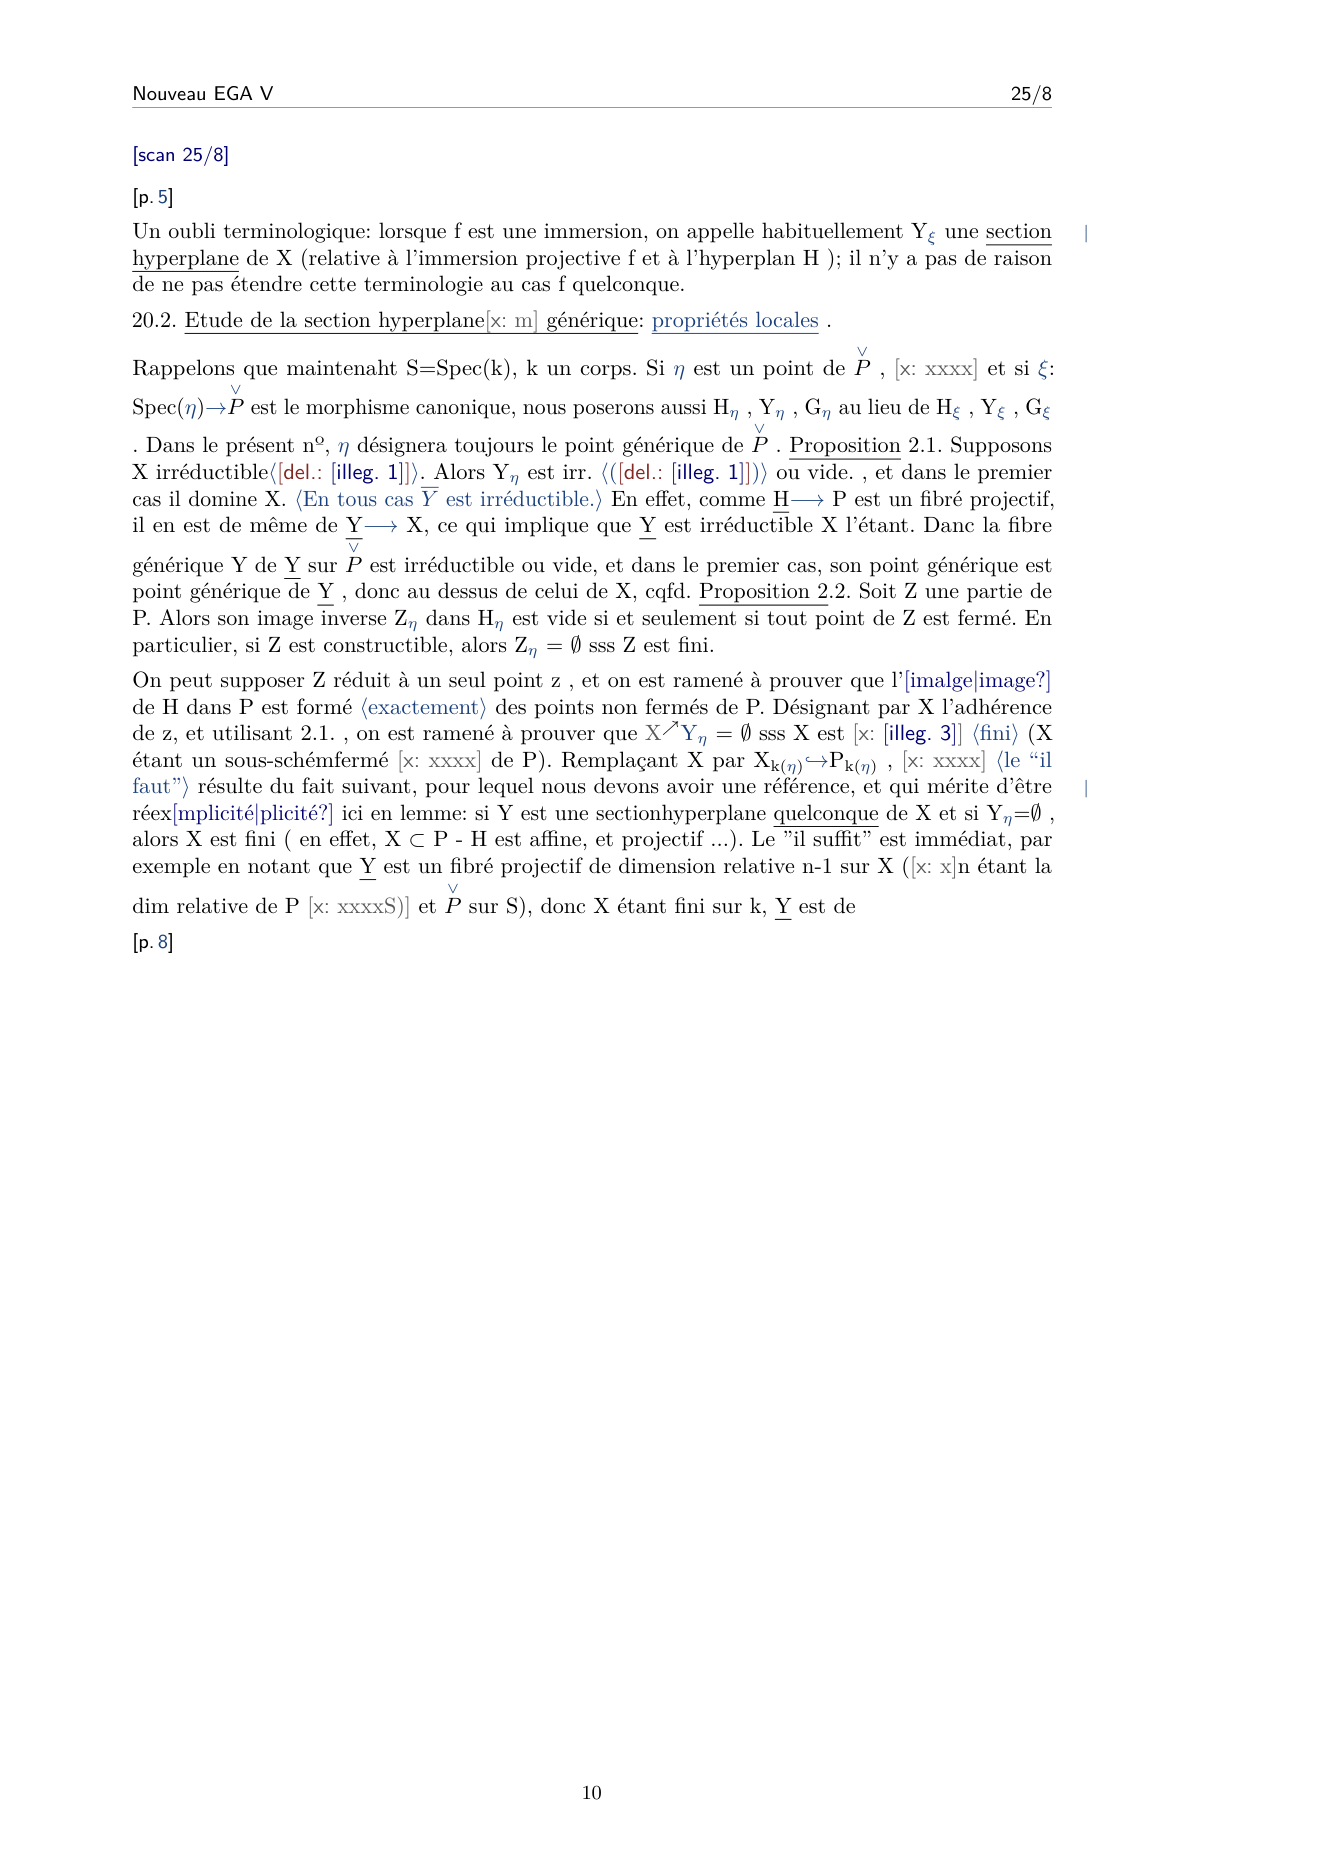 Nouveau EGA V 25/8
[scan 25/8]
[p. 5]
Un oubli terminologique: lorsque f est une immersion, on appelle habituellement Y_ξ une section |
hyperplane de X (relative à l'immersion projective f et à l'hyperplan H ); il n'y a pas de raison
de ne pas étendre cette terminologie au cas f quelconque.
20.2. Etude de la section hyperplane[x: m] générique: propriétés locales .
Rappelons que maintenaht S=Spec(k), k un corps. Si η est un point de P̌ , [x: xxxx] et si ξ:
Spec(η)→P̌ est le morphisme canonique, nous poserons aussi H_η , Y_η , G_η au lieu de H_ξ , Y_ξ , G_ξ
. Dans le présent nº, η désignera toujours le point générique de P̌ . Proposition 2.1. Supposons
X irréductible⟨[del.: [illeg. 1]]⟩. Alors Y_η est irr. ⟨([del.: [illeg. 1]])⟩ ou vide. , et dans le premier
cas il domine X. ⟨En tous cas Y̅ est irréductible.⟩ En effet, comme H⟶ P est un fibré projectif,
il en est de même de Y⟶ X, ce qui implique que Y est irréductible X l'étant. Danc la fibre
générique Y de Y sur P̌ est irréductible ou vide, et dans le premier cas, son point générique est
point générique de Y , donc au dessus de celui de X, cqfd. Proposition 2.2. Soit Z une partie de
P. Alors son image inverse Z_η dans H_η est vide si et seulement si tout point de Z est fermé. En
particulier, si Z est constructible, alors Z_η = ∅ sss Z est fini.
On peut supposer Z réduit à un seul point z , et on est ramené à prouver que l'[imalge|image?]
de H dans P est formé ⟨exactement⟩ des points non fermés de P. Désignant par X l'adhérence
de z, et utilisant 2.1. , on est ramené à prouver que X↗Y_η = ∅ sss X est [x: [illeg. 3]] ⟨fini⟩ (X
étant un sous-schémfermé [x: xxxx] de P). Remplaçant X par X_k(η)↪P_k(η) , [x: xxxx] ⟨le “il
faut”⟩ résulte du fait suivant, pour lequel nous devons avoir une référence, et qui mérite d'être |
réex[mplicité|plicité?] ici en lemme: si Y est une sectionhyperplane quelconque de X et si Y_η=∅ ,
alors X est fini ( en effet, X ⊂ P - H est affine, et projectif ...). Le ”il suffit” est immédiat, par
exemple en notant que Y est un fibré projectif de dimension relative n-1 sur X ([x: x]n étant la
dim relative de P [x: xxxxS)] et P̌ sur S), donc X étant fini sur k, Y est de
[p. 8]
10